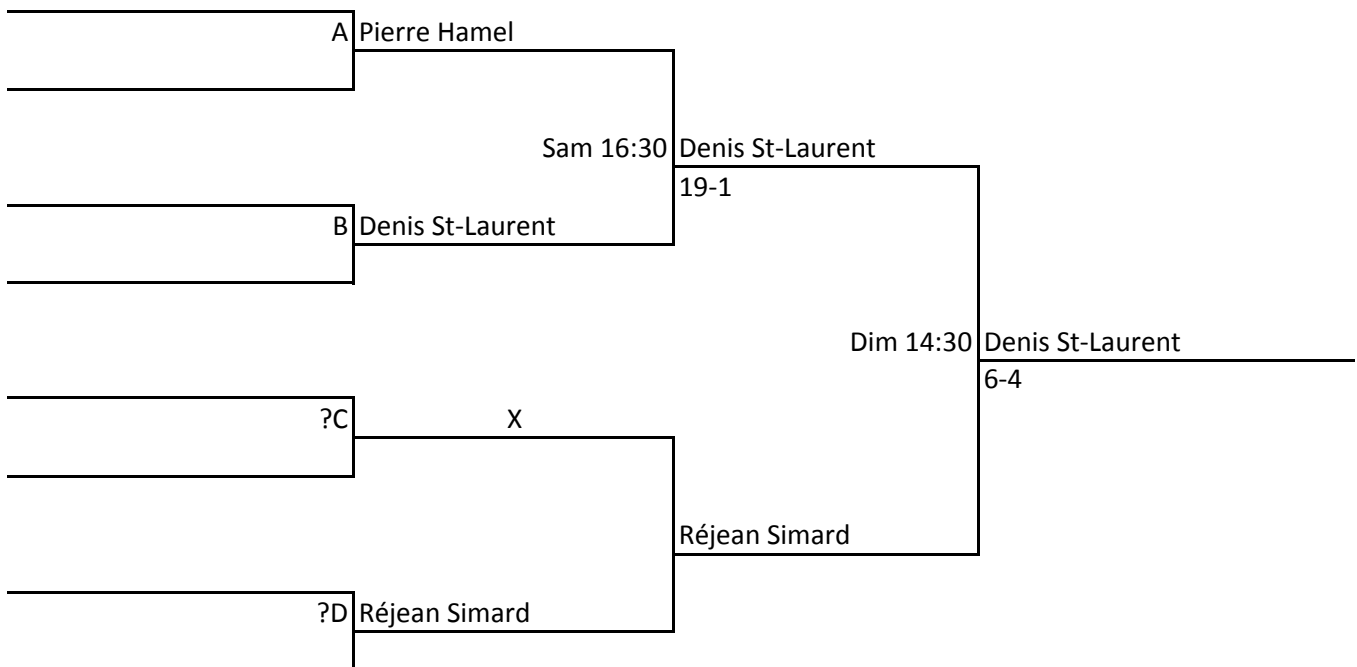 A Pierre Hamel
Sam 16:30 Denis St-Laurent
19-1
B Denis St-Laurent
Dim 14:30 Denis St-Laurent
6-4
?C X
Réjean Simard
?D Réjean Simard